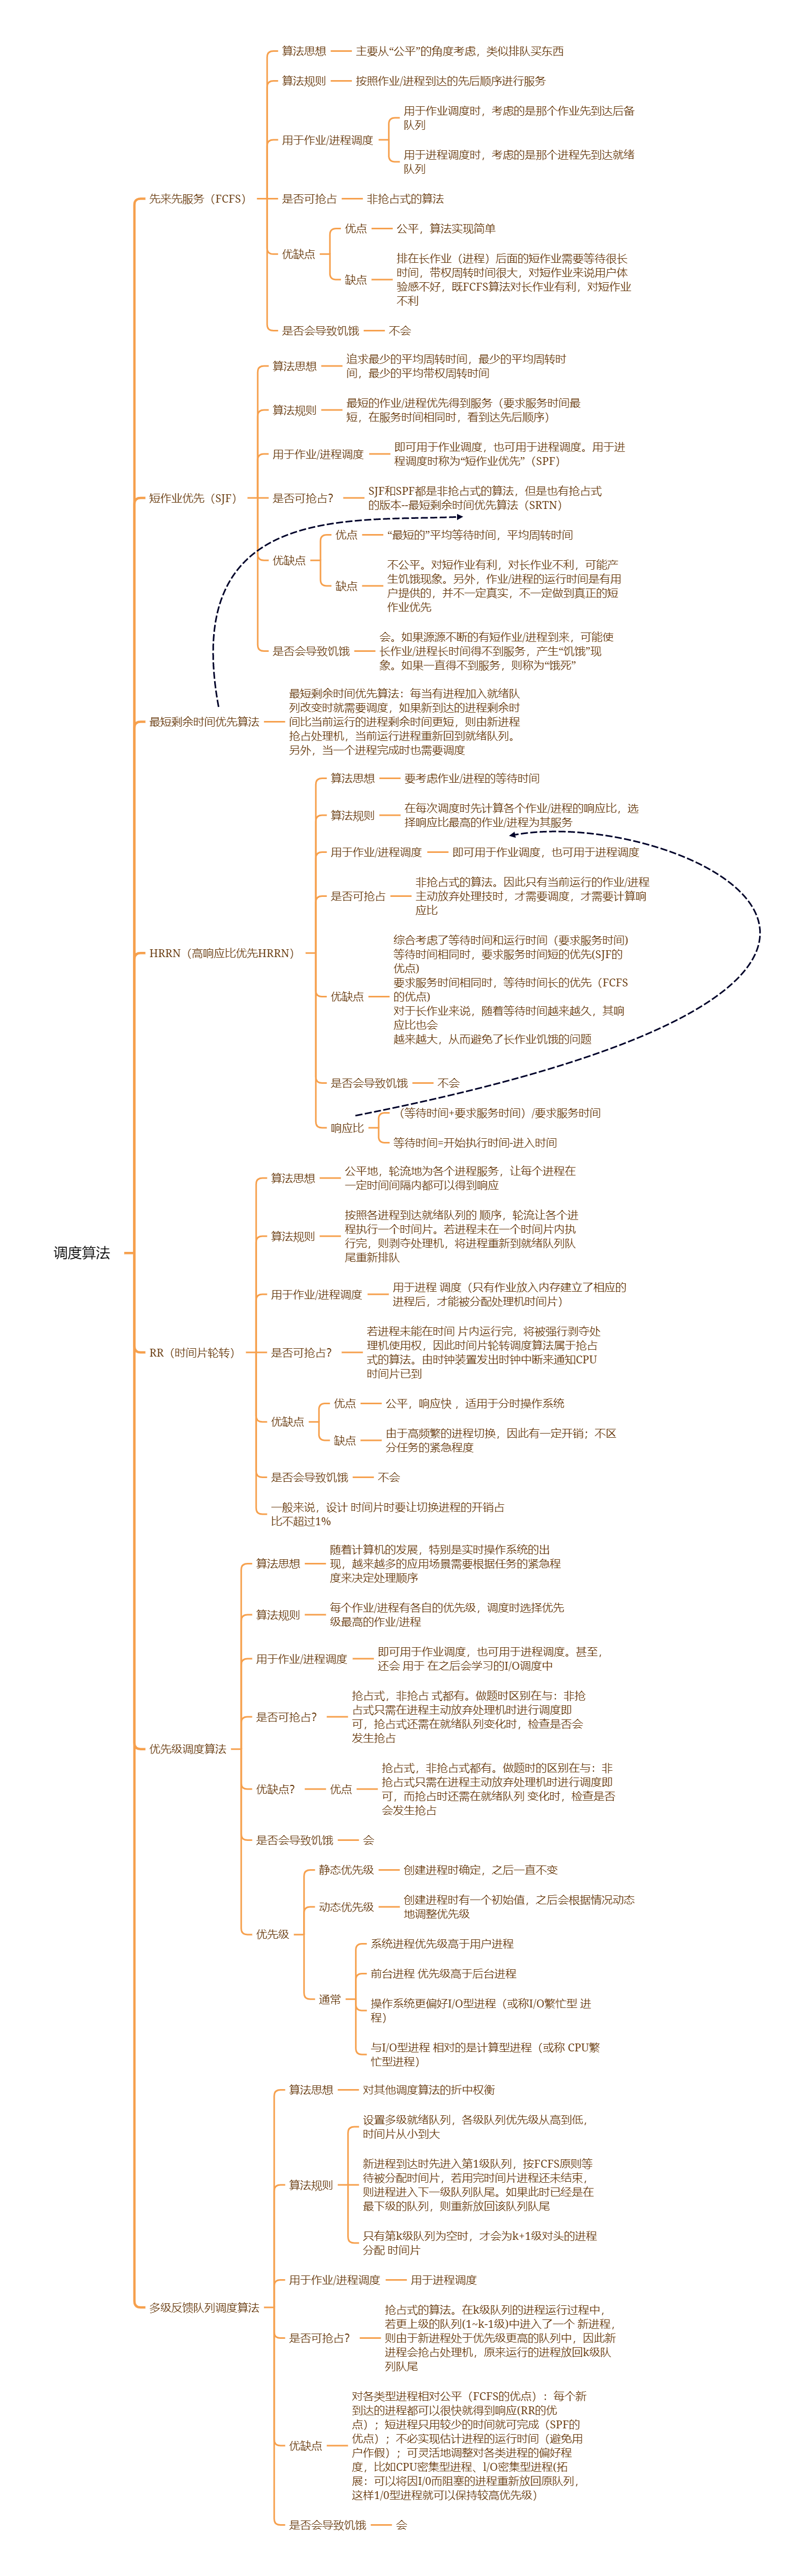 调度算法
先来先服务（FCFS）
算法思想
主要从“公平”的角度考虑，类似排队买东西
算法规则
按照作业/进程到达的先后顺序进行服务
用于作业/进程调度
用于作业调度时，考虑的是那个作业先到达后备
队列
用于进程调度时，考虑的是那个进程先到达就绪
队列
是否可抢占
非抢占式的算法
优缺点
优点
公平，算法实现简单
缺点
排在长作业（进程）后面的短作业需要等待很长
时间，带权周转时间很大，对短作业来说用户体
验感不好，既FCFS算法对长作业有利，对短作业
不利
是否会导致饥饿
不会
短作业优先（SJF）
算法思想
追求最少的平均周转时间，最少的平均周转时
间，最少的平均带权周转时间
算法规则
最短的作业/进程优先得到服务（要求服务时间最
短，在服务时间相同时，看到达先后顺序）
用于作业/进程调度
即可用于作业调度，也可用于进程调度。用于进
程调度时称为“短作业优先”（SPF）
是否可抢占？
SJF和SPF都是非抢占式的算法，但是也有抢占式
的版本--最短剩余时间优先算法（SRTN）
优缺点
优点
“最短的”平均等待时间，平均周转时间
缺点
不公平。对短作业有利，对长作业不利，可能产
生饥饿现象。另外，作业/进程的运行时间是有用
户提供的，并不一定真实，不一定做到真正的短
作业优先
是否会导致饥饿
会。如果源源不断的有短作业/进程到来，可能使
长作业/进程长时间得不到服务，产生“饥饿”现
象。如果一直得不到服务，则称为“饿死”
最短剩余时间优先算法
最短剩余时间优先算法：每当有进程加入就绪队
列改变时就需要调度，如果新到达的进程剩余时
间比当前运行的进程剩余时间更短，则由新进程
抢占处理机，当前运行进程重新回到就绪队列。
另外，当一个进程完成时也需要调度
HRRN（高响应比优先HRRN）
算法思想
要考虑作业/进程的等待时间
算法规则
在每次调度时先计算各个作业/进程的响应比，选
择响应比最高的作业/进程为其服务
用于作业/进程调度
即可用于作业调度，也可用于进程调度
是否可抢占
非抢占式的算法。因此只有当前运行的作业/进程
主动放弃处理技时，才需要调度，才需要计算响
应比
优缺点
综合考虑了等待时间和运行时间（要求服务时间)
等待时间相同时，要求服务时间短的优先(SJF的
优点)
要求服务时间相同时，等待时间长的优先（FCFS
的优点)
对于长作业来说，随着等待时间越来越久，其响
应比也会
越来越大，从而避免了长作业饥饿的问题
是否会导致饥饿
不会
响应比
（等待时间+要求服务时间）/要求服务时间
等待时间=开始执行时间-进入时间
RR（时间片轮转）
算法思想
公平地，轮流地为各个进程服务，让每个进程在
一定时间间隔内都可以得到响应
算法规则
按照各进程到达就绪队列的 顺序，轮流让各个进
程执行一个时间片。若进程未在一个时间片内执
行完，则剥夺处理机，将进程重新到就绪队列队
尾重新排队
用于作业/进程调度
用于进程 调度（只有作业放入内存建立了相应的
进程后，才能被分配处理机时间片）
是否可抢占？
若进程未能在时间 片内运行完，将被强行剥夺处
理机使用权，因此时间片轮转调度算法属于抢占
式的算法。由时钟装置发出时钟中断来通知CPU
时间片已到
优缺点
优点
公平，响应快 ，适用于分时操作系统
缺点
由于高频繁的进程切换，因此有一定开销；不区
分任务的紧急程度
是否会导致饥饿
不会
一般来说，设计 时间片时要让切换进程的开销占
比不超过1%
优先级调度算法
算法思想
随着计算机的发展，特别是实时操作系统的出
现，越来越多的应用场景需要根据任务的紧急程
度来决定处理顺序
算法规则
每个作业/进程有各自的优先级，调度时选择优先
级最高的作业/进程
用于作业/进程调度
即可用于作业调度，也可用于进程调度。甚至，
还会 用于 在之后会学习的I/O调度中
是否可抢占？
抢占式，非抢占 式都有。做题时区别在与：非抢
占式只需在进程主动放弃处理机时进行调度即
可，抢占式还需在就绪队列变化时，检查是否会
发生抢占
优缺点？
优点
抢占式，非抢占式都有。做题时的区别在与：非
抢占式只需在进程主动放弃处理机时进行调度即
可，而抢占时还需在就绪队列 变化时，检查是否
会发生抢占
是否会导致饥饿
会
优先级
静态优先级
创建进程时确定，之后一直不变
动态优先级
创建进程时有一个初始值，之后会根据情况动态
地调整优先级
通常
系统进程优先级高于用户进程
前台进程 优先级高于后台进程
操作系统更偏好I/O型进程（或称I/O繁忙型 进
程）
与I/O型进程 相对的是计算型进程（或称 CPU繁
忙型进程）
多级反馈队列调度算法
算法思想
对其他调度算法的折中权衡
算法规则
设置多级就绪队列，各级队列优先级从高到低，
时间片从小到大
新进程到达时先进入第1级队列，按FCFS原则等
待被分配时间片，若用完时间片进程还未结束，
则进程进入下一级队列队尾。如果此时已经是在
最下级的队列，则重新放回该队列队尾
只有第k级队列为空时，才会为k+1级对头的进程
分配 时间片
用于作业/进程调度
用于进程调度
是否可抢占？
抢占式的算法。在k级队列的进程运行过程中，
若更上级的队列(1~k-1级)中进入了一个 新进程，
则由于新进程处于优先级更高的队列中，因此新
进程会抢占处理机，原来运行的进程放回k级队
列队尾
优缺点
对各类型进程相对公平（FCFS的优点）：每个新
到达的进程都可以很快就得到响应(RR的优
点）；短进程只用较少的时间就可完成（SPF的
优点）；不必实现估计进程的运行时间（避免用
户作假）；可灵活地调整对各类进程的偏好程
度，比如CPU密集型进程、l/O密集型进程(拓
展：可以将因I/0而阻塞的进程重新放回原队列，
这样1/0型进程就可以保持较高优先级）
是否会导致饥饿
会